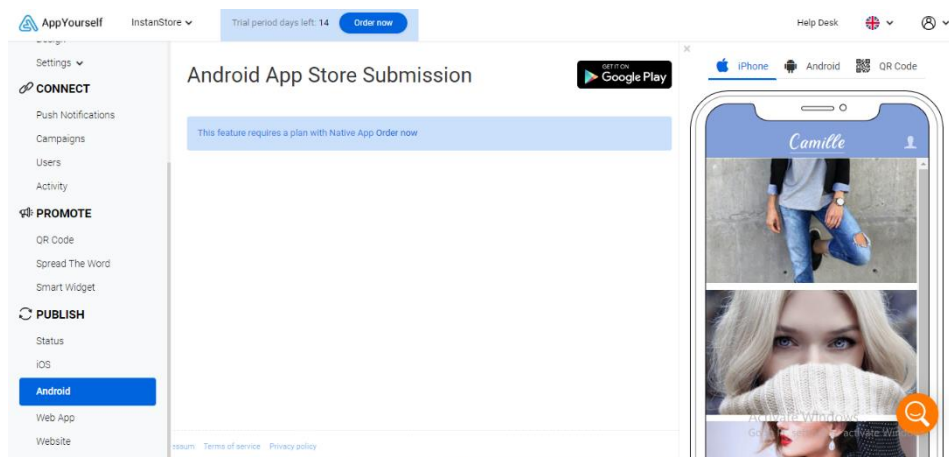 AppYourself
InstanStore
Trial period days left: 14
Order now
Help Desk
Settings
CONNECT
Push Notifications
Campaigns
Users
Activity
PROMOTE
QR Code
Spread The Word
Smart Widget
PUBLISH
Status
iOS
Android
Web App
Website
Android App Store Submission
GET IT ON
Google Play
This feature requires a plan with Native App Order now
Terms of service
Privacy policy
×
iPhone
Android
QR Code
Camille
Activate Windows